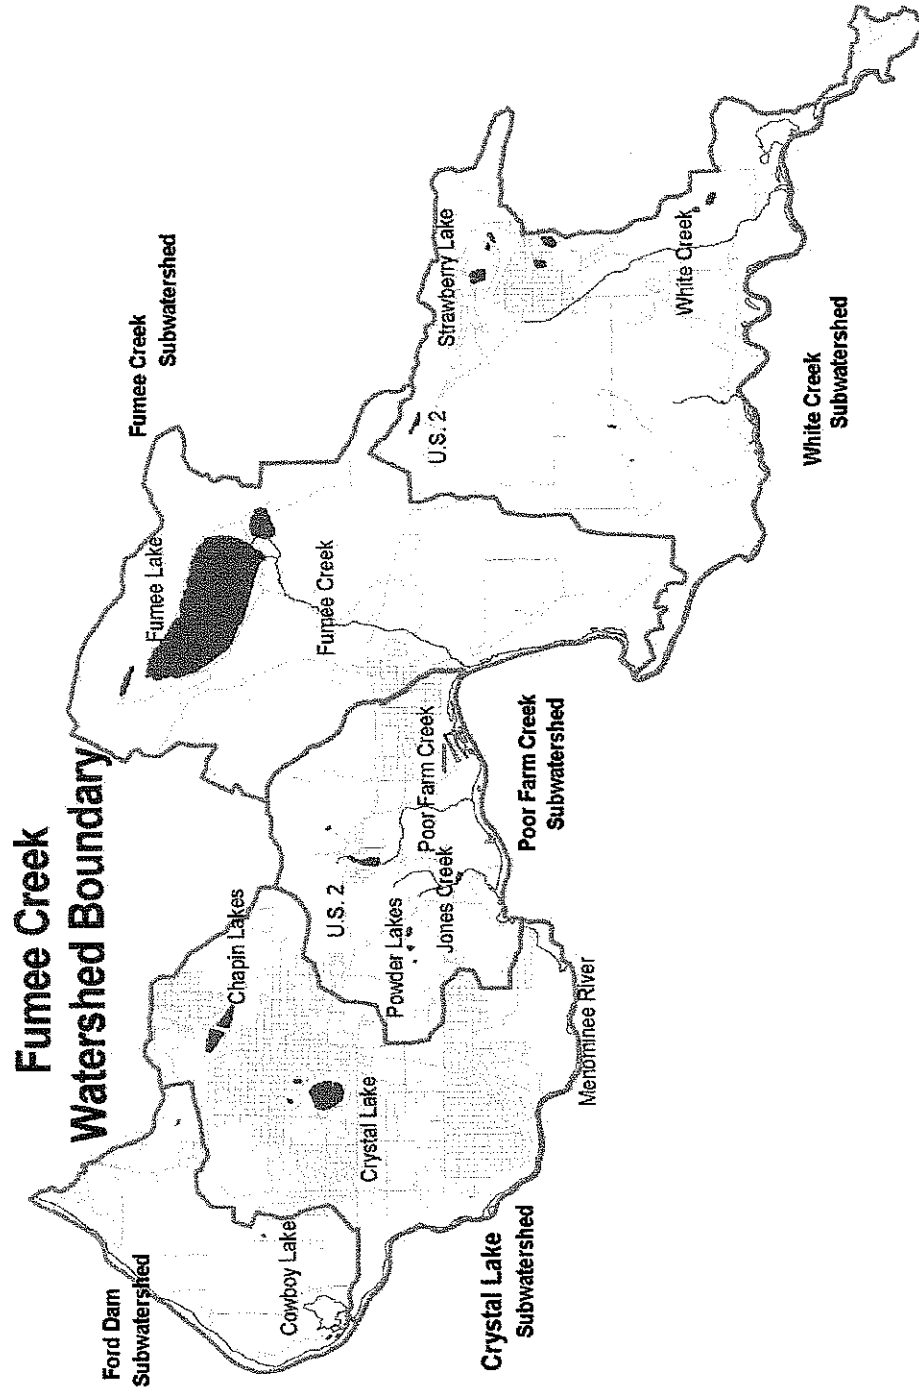 Fumee Creek
Watershed Boundary
Ford Dam
Subwatershed
Cowboy Lake
Crystal Lake
Subwatershed
Crystal Lake
Chapin Lakes
Menominee River
U.S. 2
Powder Lakes
Jones Creek
Poor Farm Creek
Poor Farm Creek
Subwatershed
Fumee Lake
Fumee Creek
Fumee Creek
Subwatershed
U.S. 2
Strawberry Lake
White Creek
White Creek
Subwatershed